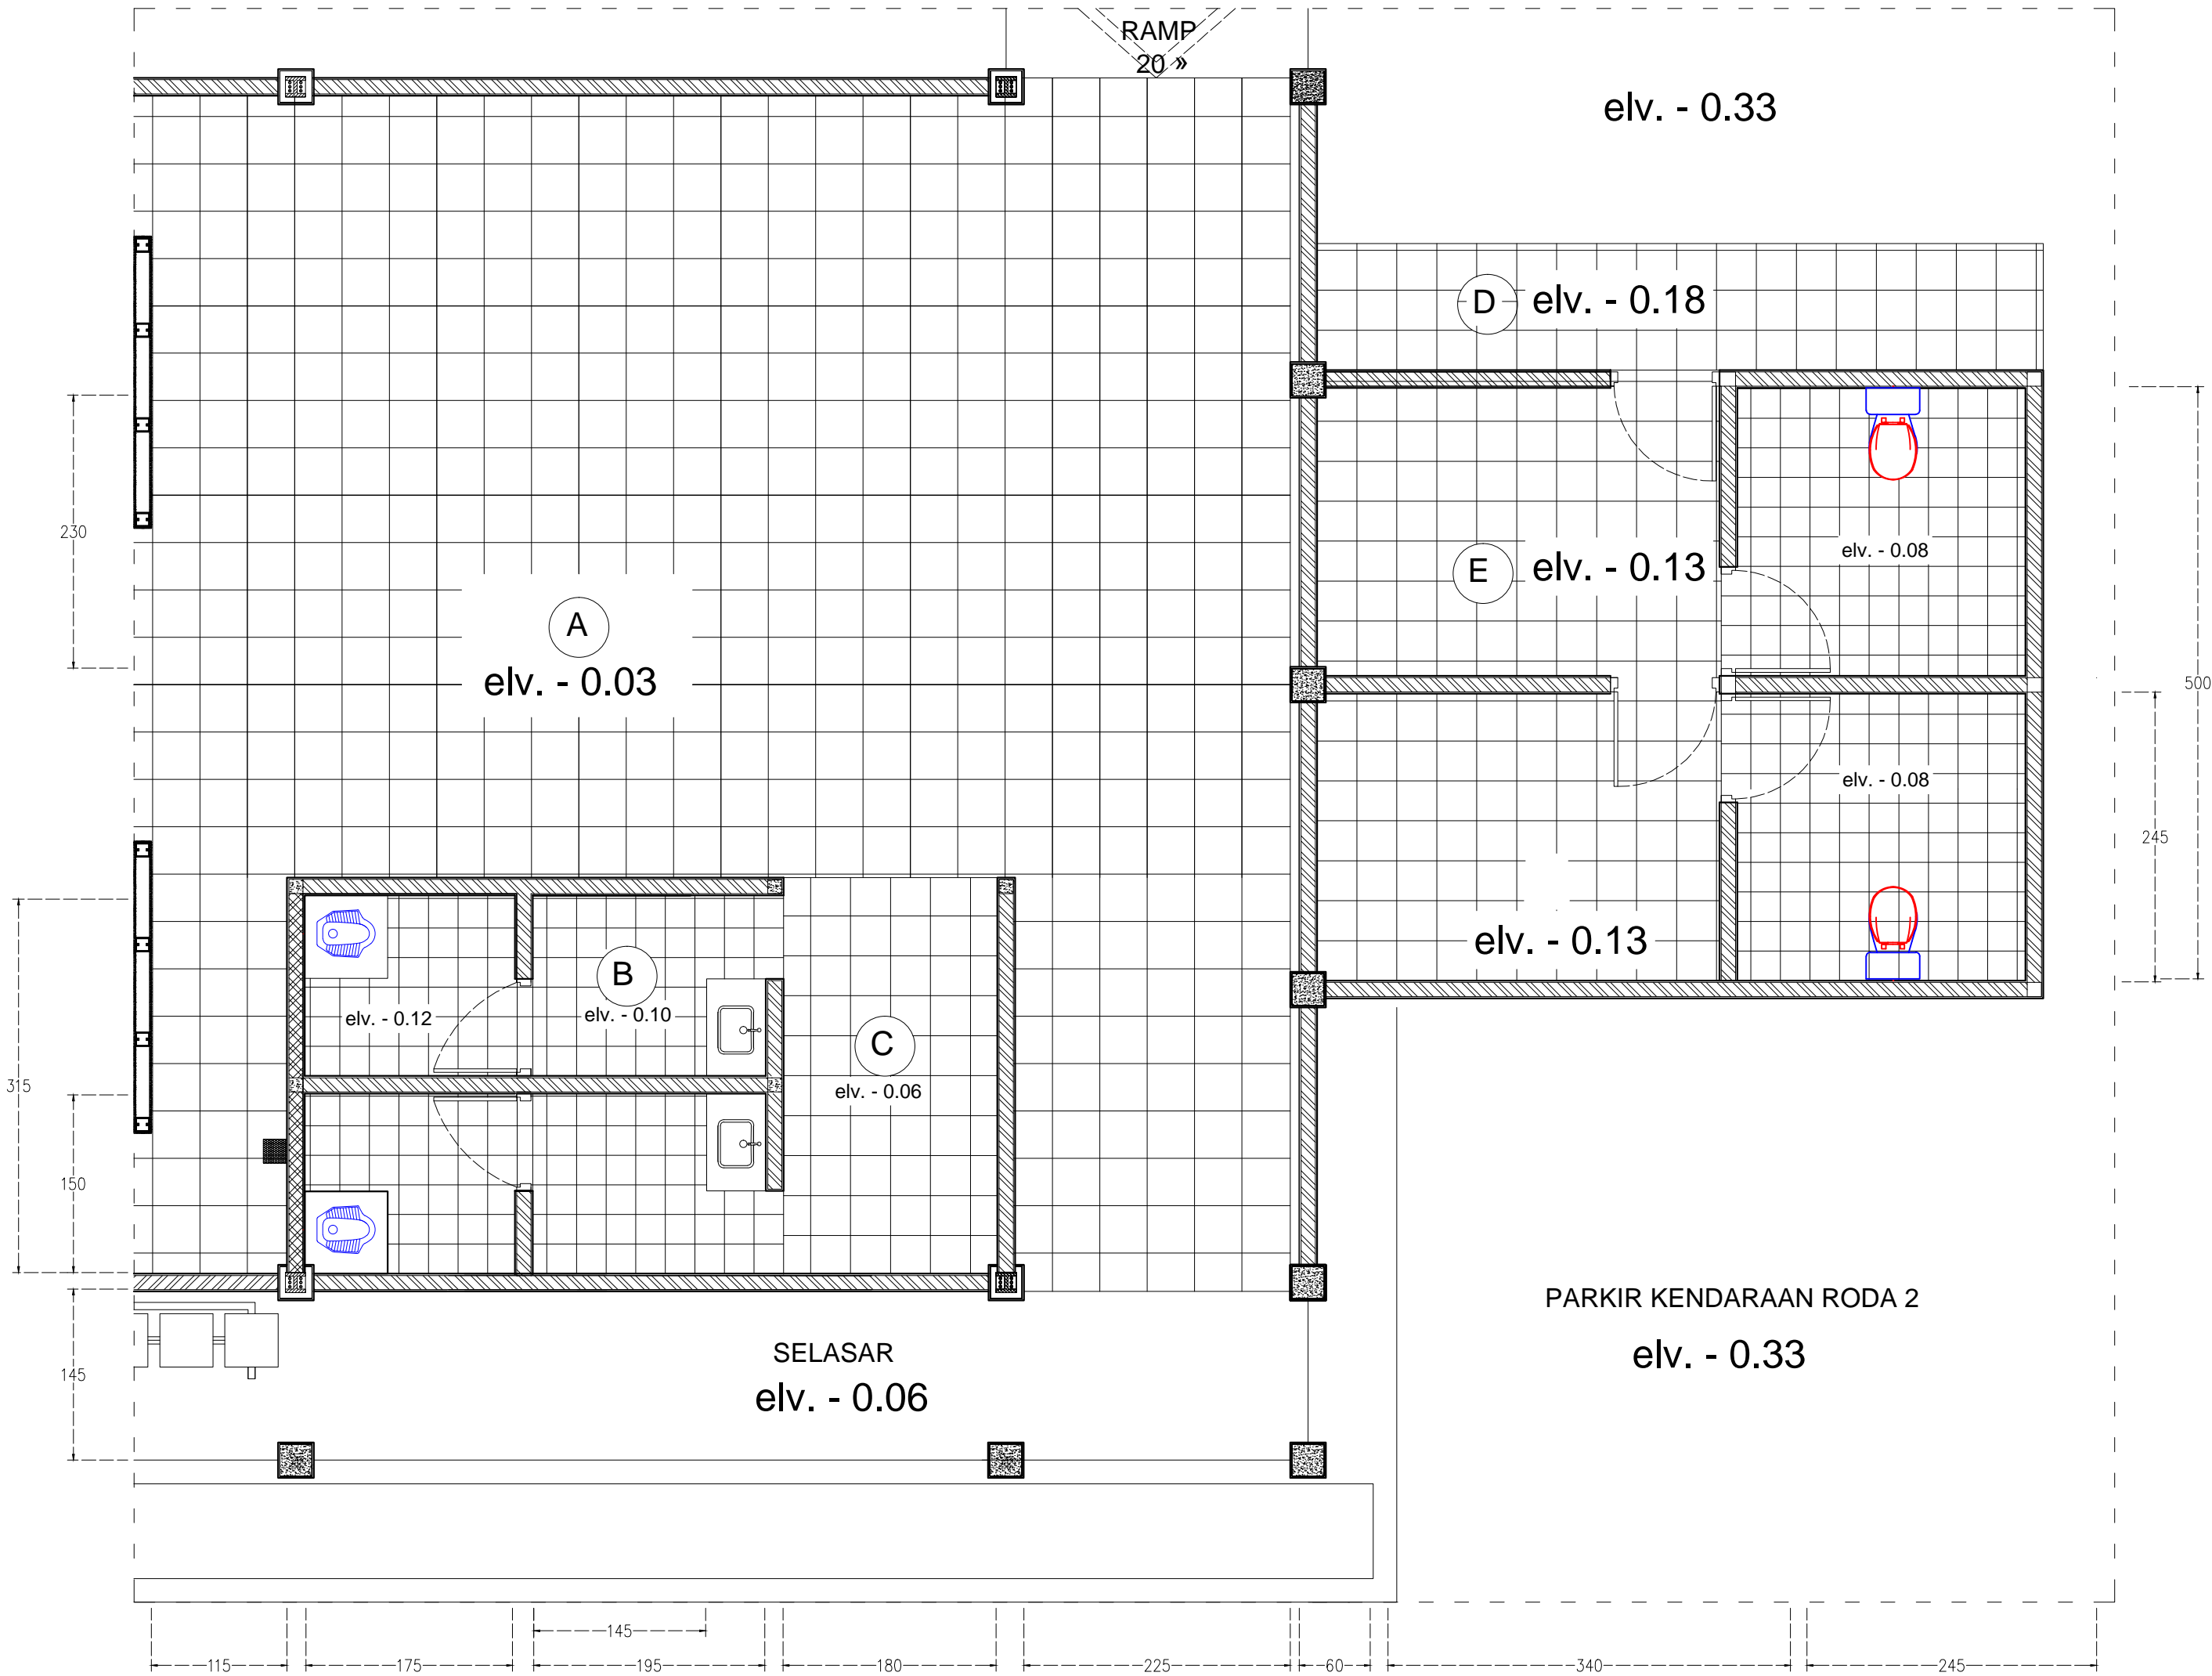 RAMP
20 »
elv. - 0.33
D
elv. - 0.18
230
E
elv. - 0.13
elv. - 0.08
A
elv. - 0.03
500
elv. - 0.08
245
elv. - 0.13
B
elv. - 0.12
elv. - 0.10
C
elv. - 0.06
315
150
PARKIR KENDARAAN RODA 2
elv. - 0.33
SELASAR
elv. - 0.06
145
145
115
175
195
180
225
60
340
245